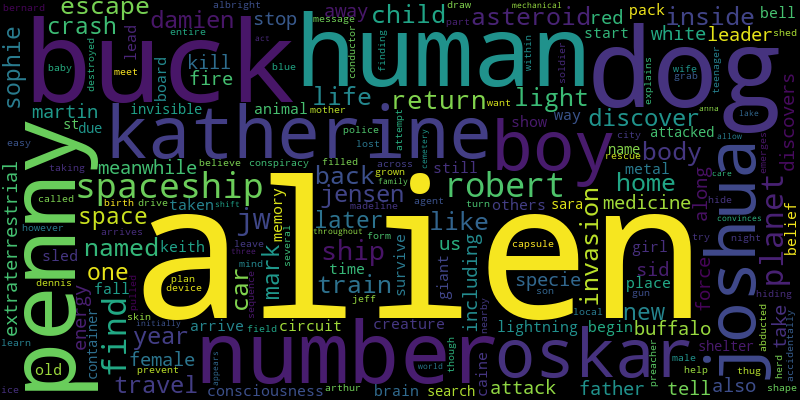 bernard escape damien albright child away asteroid red pack inside bell
crash lead stop message draw part mechanical start white leader shed
buck human dog
sophie baby destroyed board kill fire entire blue act conductor finding within soldier explains wife grab teenager
meet life return light discover anna lake
martin invisible animal mother want way attacked
st due police attempt show city allow discovers
easy katherine lost boy name rescue joshua
taking meanwhile believe conspiracy filled across cemetery still others body metal care emerges
penny spaceship back grown family robert home convinces
called birth drive jensen madeline agent turn sara medicine along night planet
extraterrestrial space taken shift memory later like hide belief
however arrives jw throughout form us invasion girl try
named keith leave several ship including capsule specie sid force hiding
sled one three mark time survive giant son place
dennis plan mind train gun
fall device car alien new
energy find skin sequence jeff creature nearby local lightning begin buffalo abducted take
container initially field circuit
learn year arrive number oskar shelter herd accidentally
boiled female appears world though caine preacher male help thug
old prevent attack father tell also
ice travel consciousness arthur brain search shape